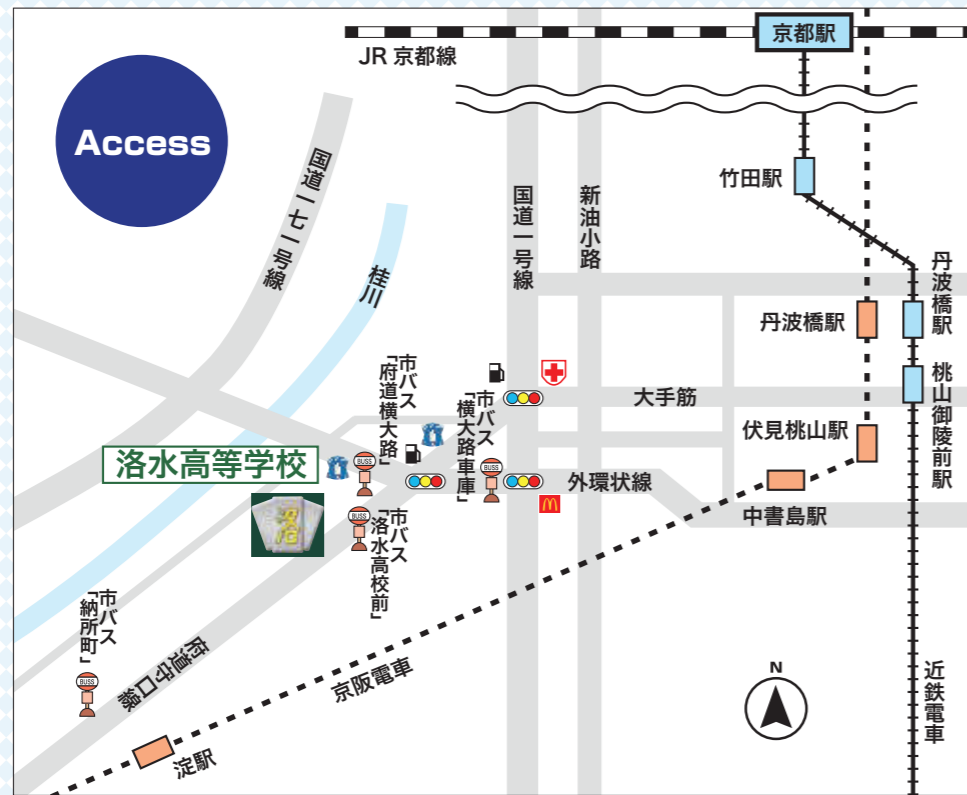 京都駅
JR 京都線
Access
国道一七一号線
桂川
国道一号線
新油小路
竹田駅
丹波橋駅
丹波橋駅
桃山御陵前駅
大手筋
伏見桃山駅
市バス
「府道横大路」
市バス
「横大路車庫」
洛水高等学校
BUSS
BUSS
外環状線
中書島駅
BUSS
市バス
「洛水高校前」
市バス
「納所町」
BUSS
府道守口線
京阪電車
淀駅
N
近鉄電車